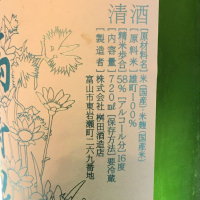 清酒
[原材料名]米(国産)・米麹(国産米)
[原料米]雄町100%
[精米歩合]58%[アルコール分]16度
[内容量]720ml[保存方法]要冷蔵
[製造者]株式会社 桝田酒造店
富山市東岩瀬町269番地